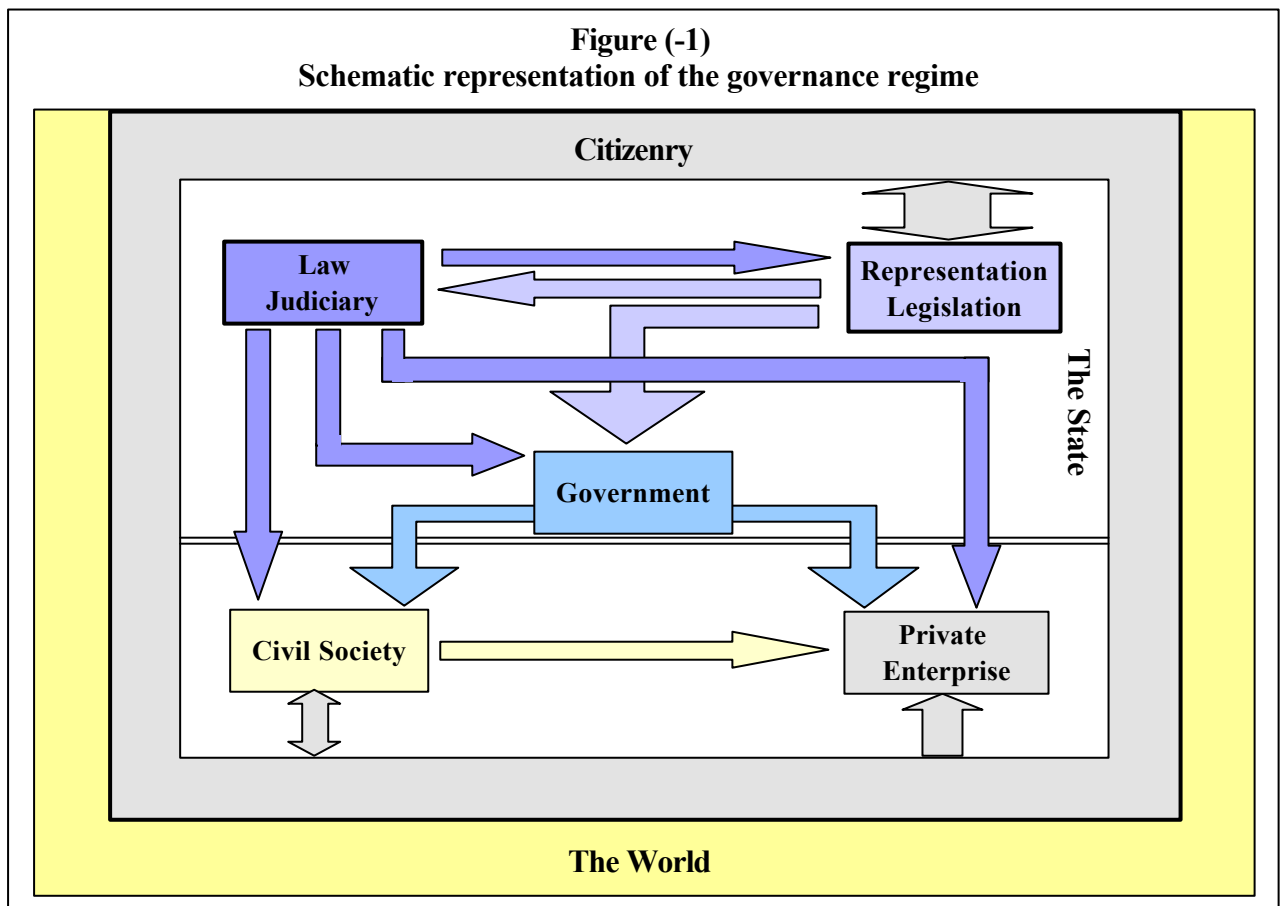 Figure (-1)
Schematic representation of the governance regime
Citizenry
Law
Judiciary
Representation
Legislation
The State
Government
Civil Society
Private
Enterprise
The World